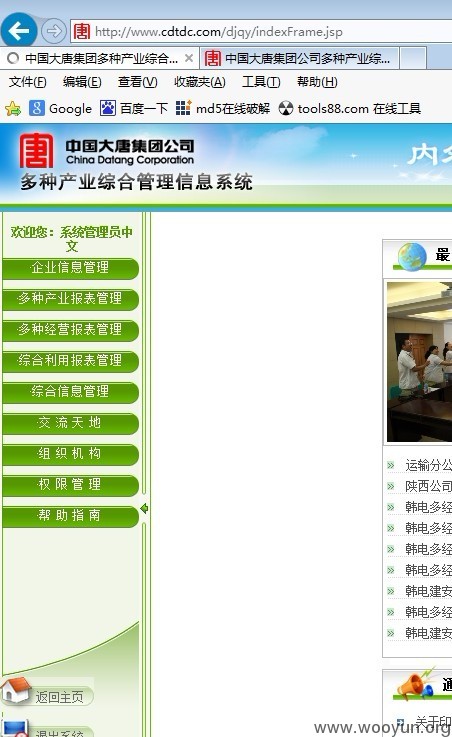 http://www.cdtdc.com/djqy/indexFrame.jsp
中国大唐集团多种产业综合...
中国大唐集团公司多种产业综...
文件(F) 编辑(E) 查看(V) 收藏夹(A) 工具(T) 帮助(H)
Google 百度一下 md5在线破解 tools88.com 在线工具
唐 中国大唐集团公司
China Datang Corporation
多种产业综合管理信息系统
内
欢迎您：系统管理员中
文
企业信息管理
多种产业报表管理
多种经营报表管理
综合利用报表管理
综合信息管理
交流天地
组织机构
权限管理
帮助指南
返回主页
退出系统
最
运输分公
陕西公司
韩电多经
韩电多经
韩电多经
韩电多经
韩电建安
韩电多经
韩电建安
通
关于印
www.wooyun.org